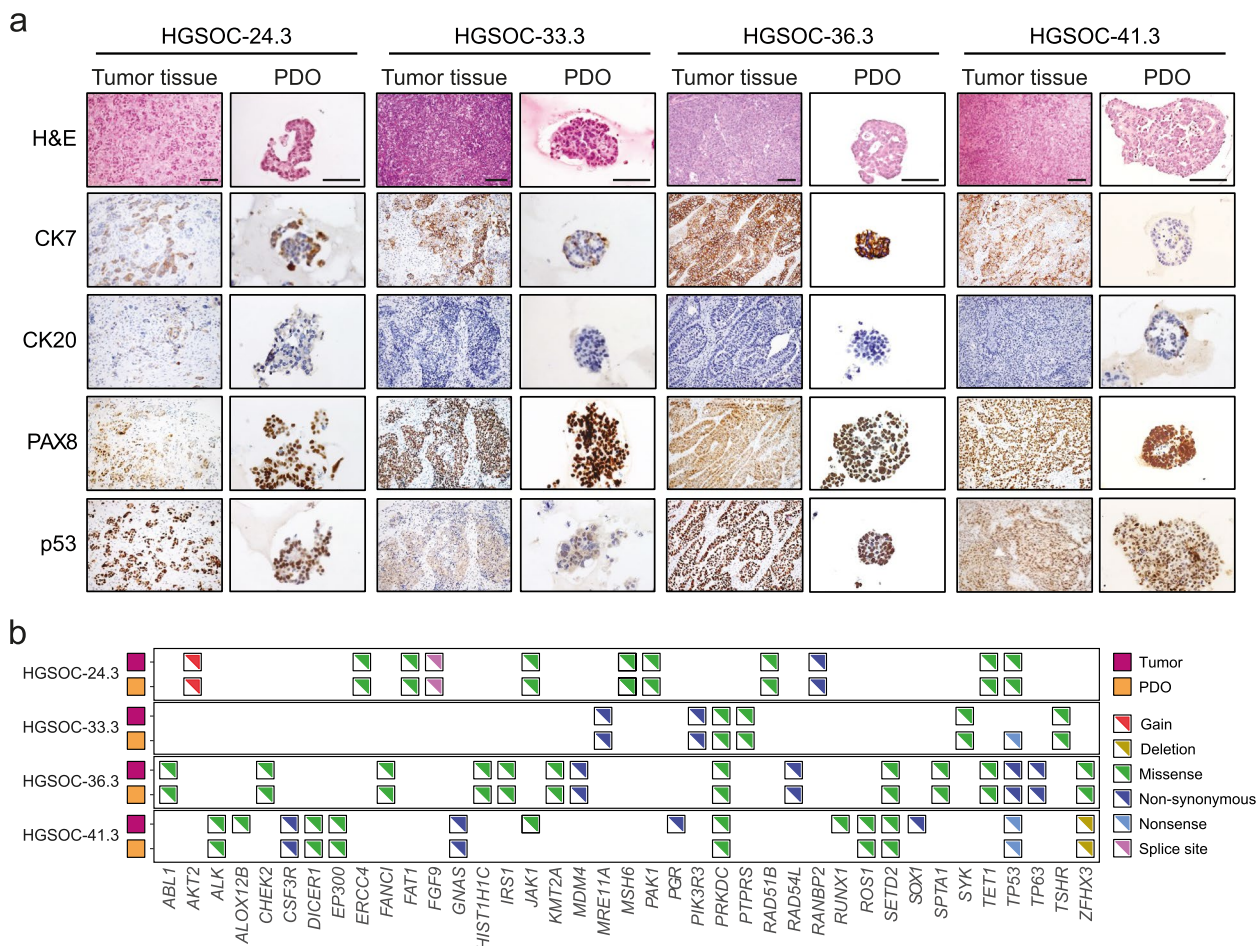 a
HGSOC-24.3 HGSOC-33.3 HGSOC-36.3 HGSOC-41.3
Tumor tissue PDO Tumor tissue PDO Tumor tissue PDO Tumor tissue PDO
H&E
CK7
CK20
PAX8
p53
b
HGSOC-24.3
HGSOC-33.3
HGSOC-36.3
HGSOC-41.3
Tumor
PDO
Gain
Deletion
Missense
Non-synonymous
Nonsense
Splice site
ABL1
AKT2
ALK
ALOX12B
CHEK2
CSF3R
DICER1
EP300
ERCC4
FANCI
FAT1
FGF9
GNAS
HIST1H1C
IRS1
JAK1
KMT2A
MDM4
MRE11A
MSH6
PAK1
PGR
PIK3R3
PRKDC
PTPRS
RAD51B
RAD54L
RANBP2
RUNX1
ROS1
SETD2
SOX1
SPTA1
SYK
TET1
TP53
TP63
TSHR
ZFHX3